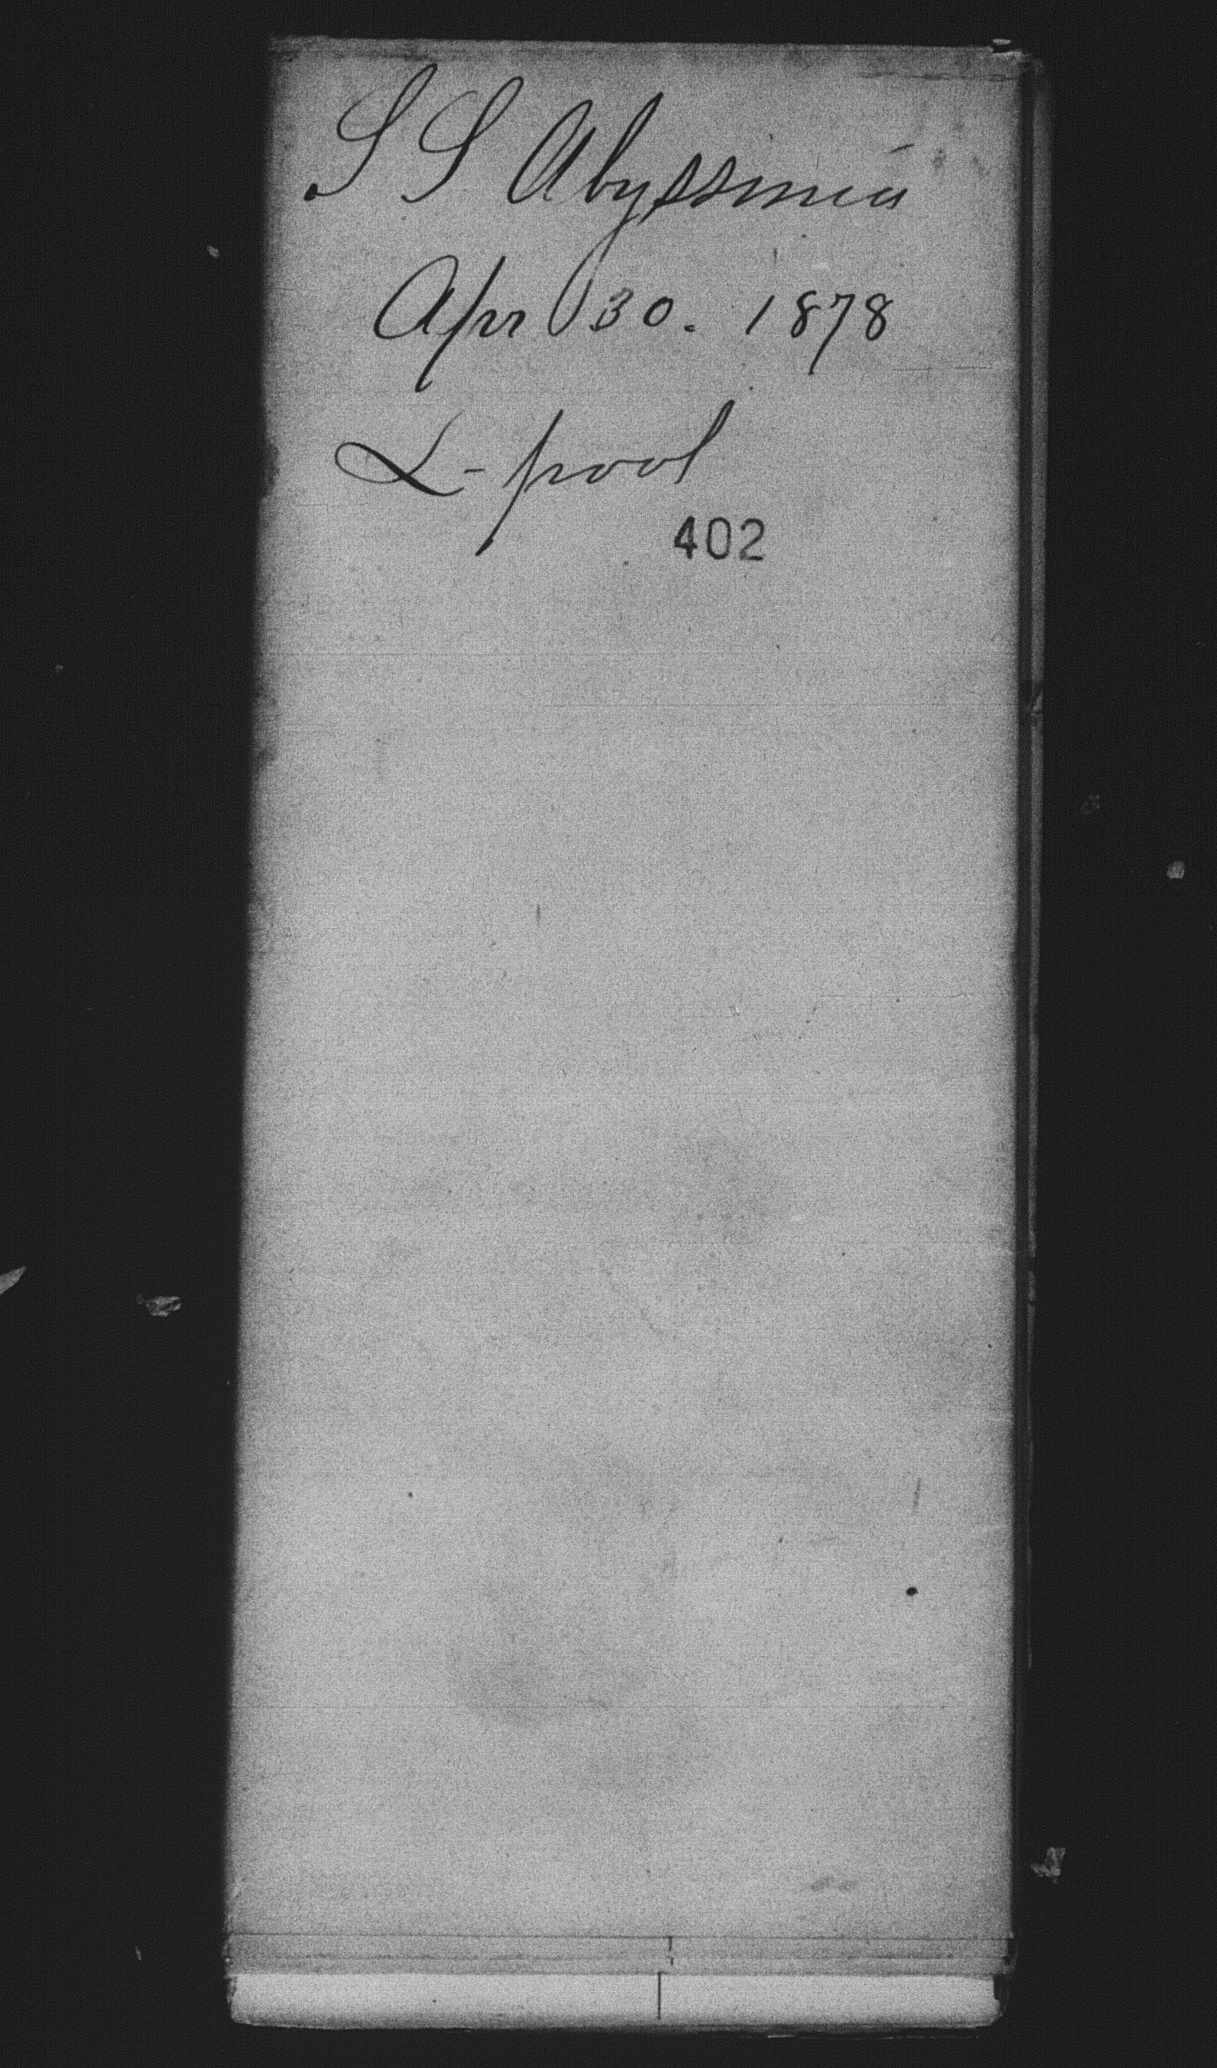 S S Abyssinia
Apr 30. 1878
L-pool
402